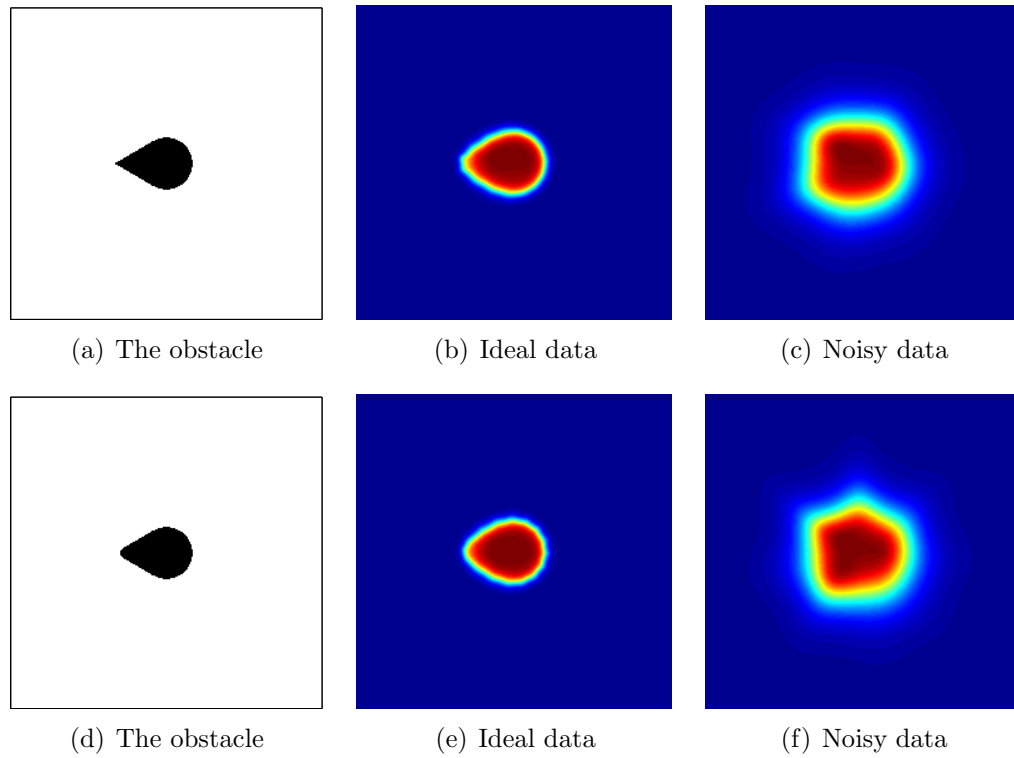 (a) The obstacle
(b) Ideal data
(c) Noisy data
(d) The obstacle
(e) Ideal data
(f) Noisy data